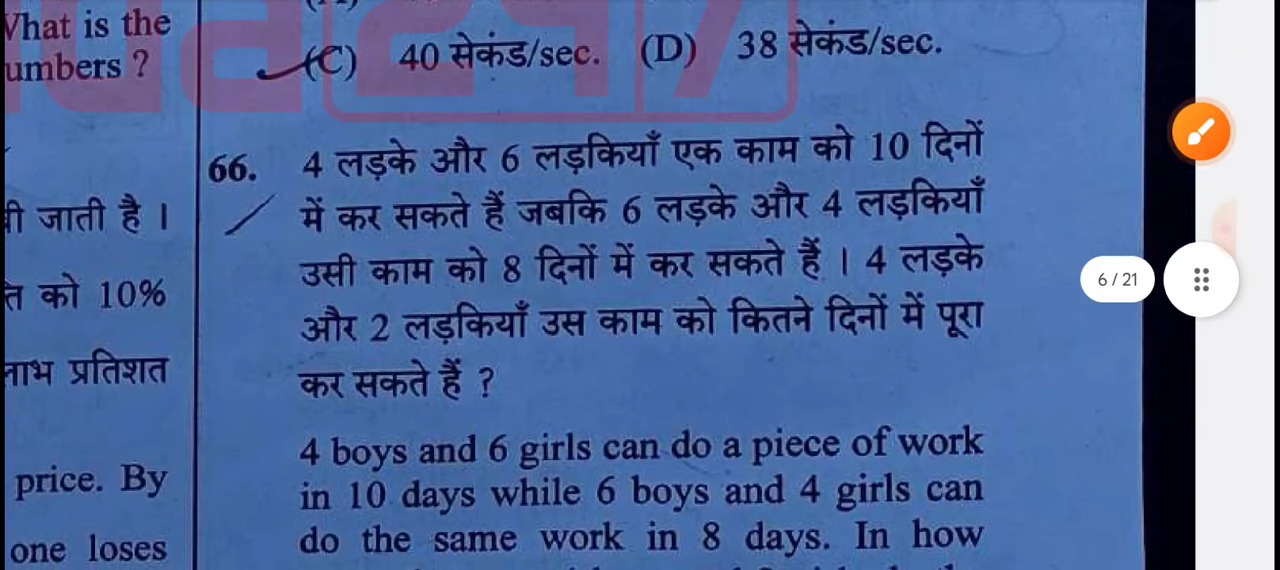 What is the
umbers ?
(C) 40 सेकंड/sec. (D) 38 सेकंड/sec.
जाती है ।
को 10%
प्रतिशत
price. By
one loses
66. 4 लड़के और 6 लड़कियाँ एक काम को 10 दिनों
में कर सकते हैं जबकि 6 लड़के और 4 लड़कियाँ
उसी काम को 8 दिनों में कर सकते हैं । 4 लड़के
और 2 लड़कियाँ उस काम को कितने दिनों में पूरा
कर सकते हैं ?
4 boys and 6 girls can do a piece of work
in 10 days while 6 boys and 4 girls can
do the same work in 8 days. In how
6 / 21